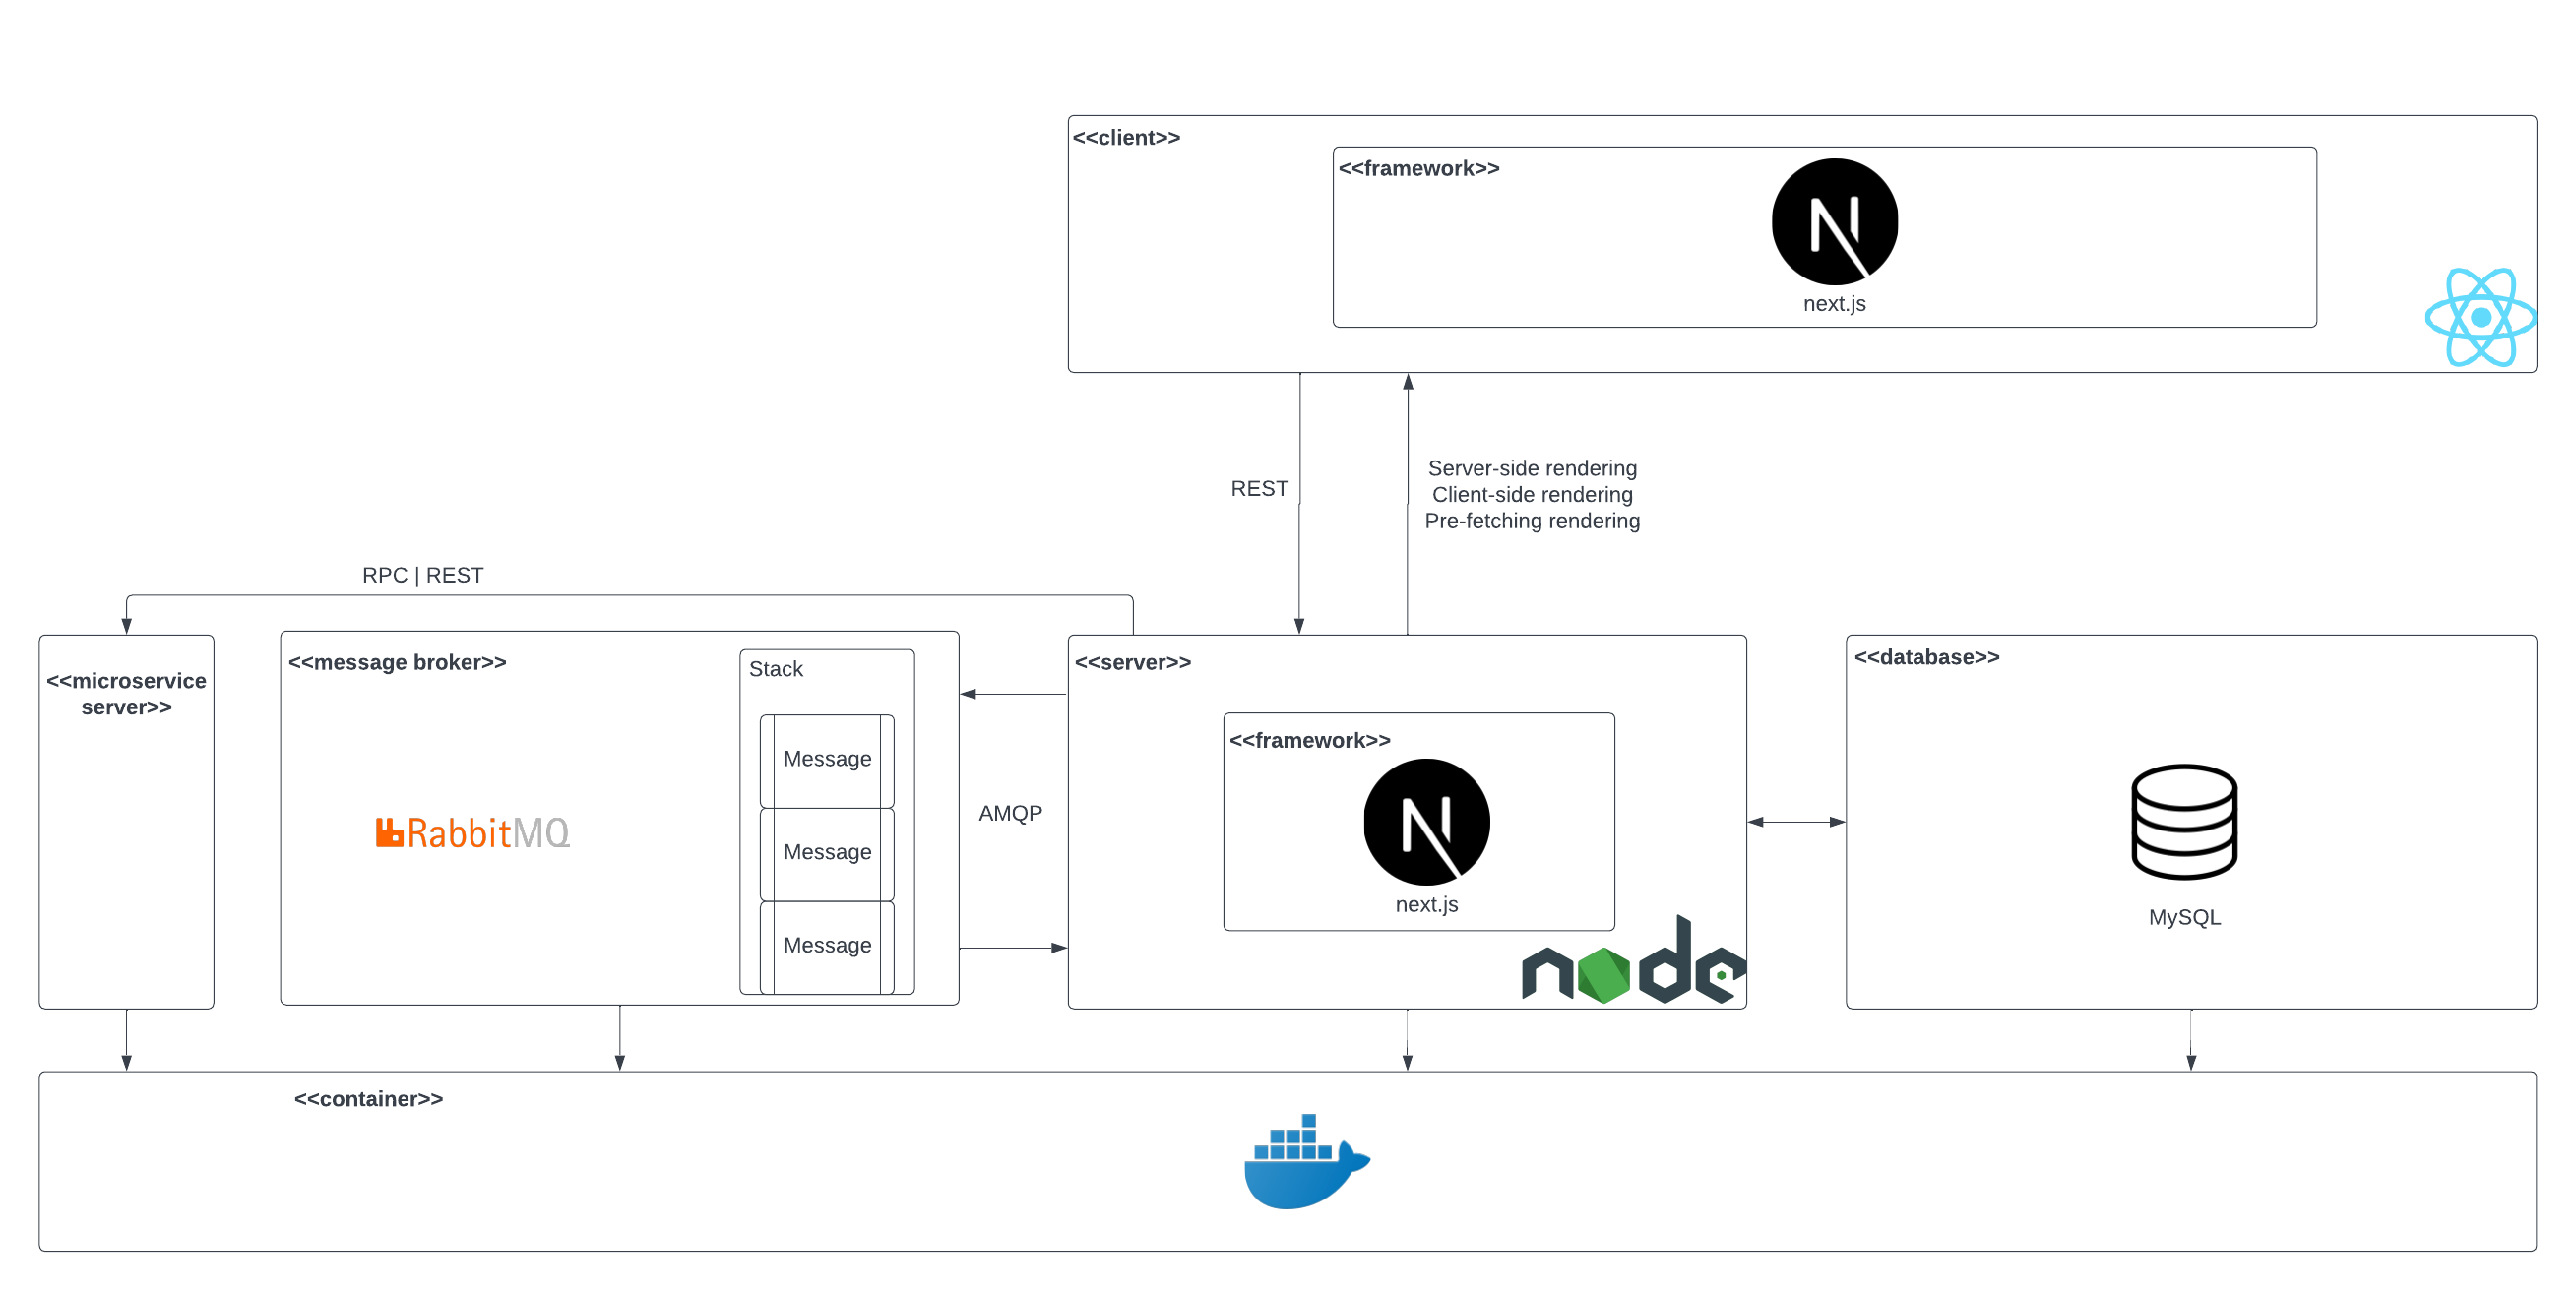 <<client>>
<<framework>>
next.js
REST
Server-side rendering
Client-side rendering
Pre-fetching rendering
RPC | REST
<<microservice
server>>
<<message broker>>
RabbitMQ
Stack
Message
Message
Message
AMQP
<<server>>
<<framework>>
next.js
node
<<database>>
MySQL
<<container>>